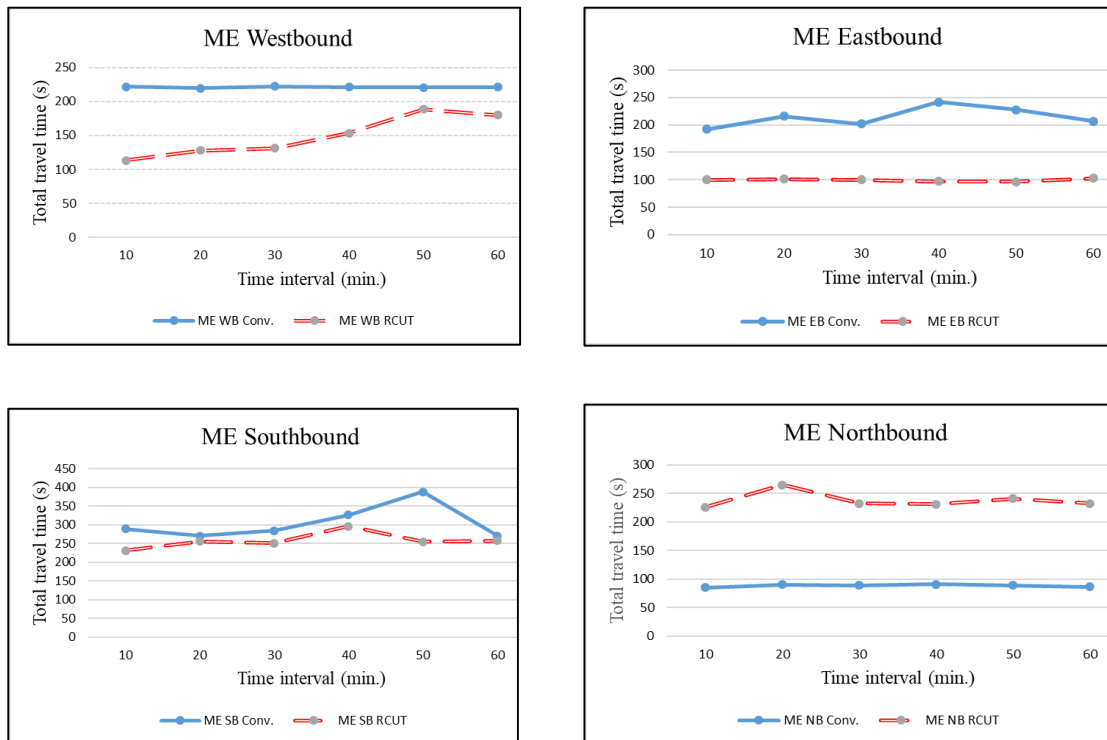 ME Westbound
Total travel time (s)
250
200
150
100
50
0
10 20 30 40 50 60
Time interval (min.)
ME WB Conv. ME WB RCUT
ME Eastbound
Total travel time (s)
300
250
200
150
100
50
0
10 20 30 40 50 60
Time interval (min.)
ME EB Conv. ME EB RCUT
ME Southbound
Total travel time (s)
450
400
350
300
250
200
150
100
50
0
10 20 30 40 50 60
Time interval (min.)
ME SB Conv. ME SB RCUT
ME Northbound
Total travel time (s)
300
250
200
150
100
50
0
10 20 30 40 50 60
Time interval (min.)
ME NB Conv. ME NB RCUT